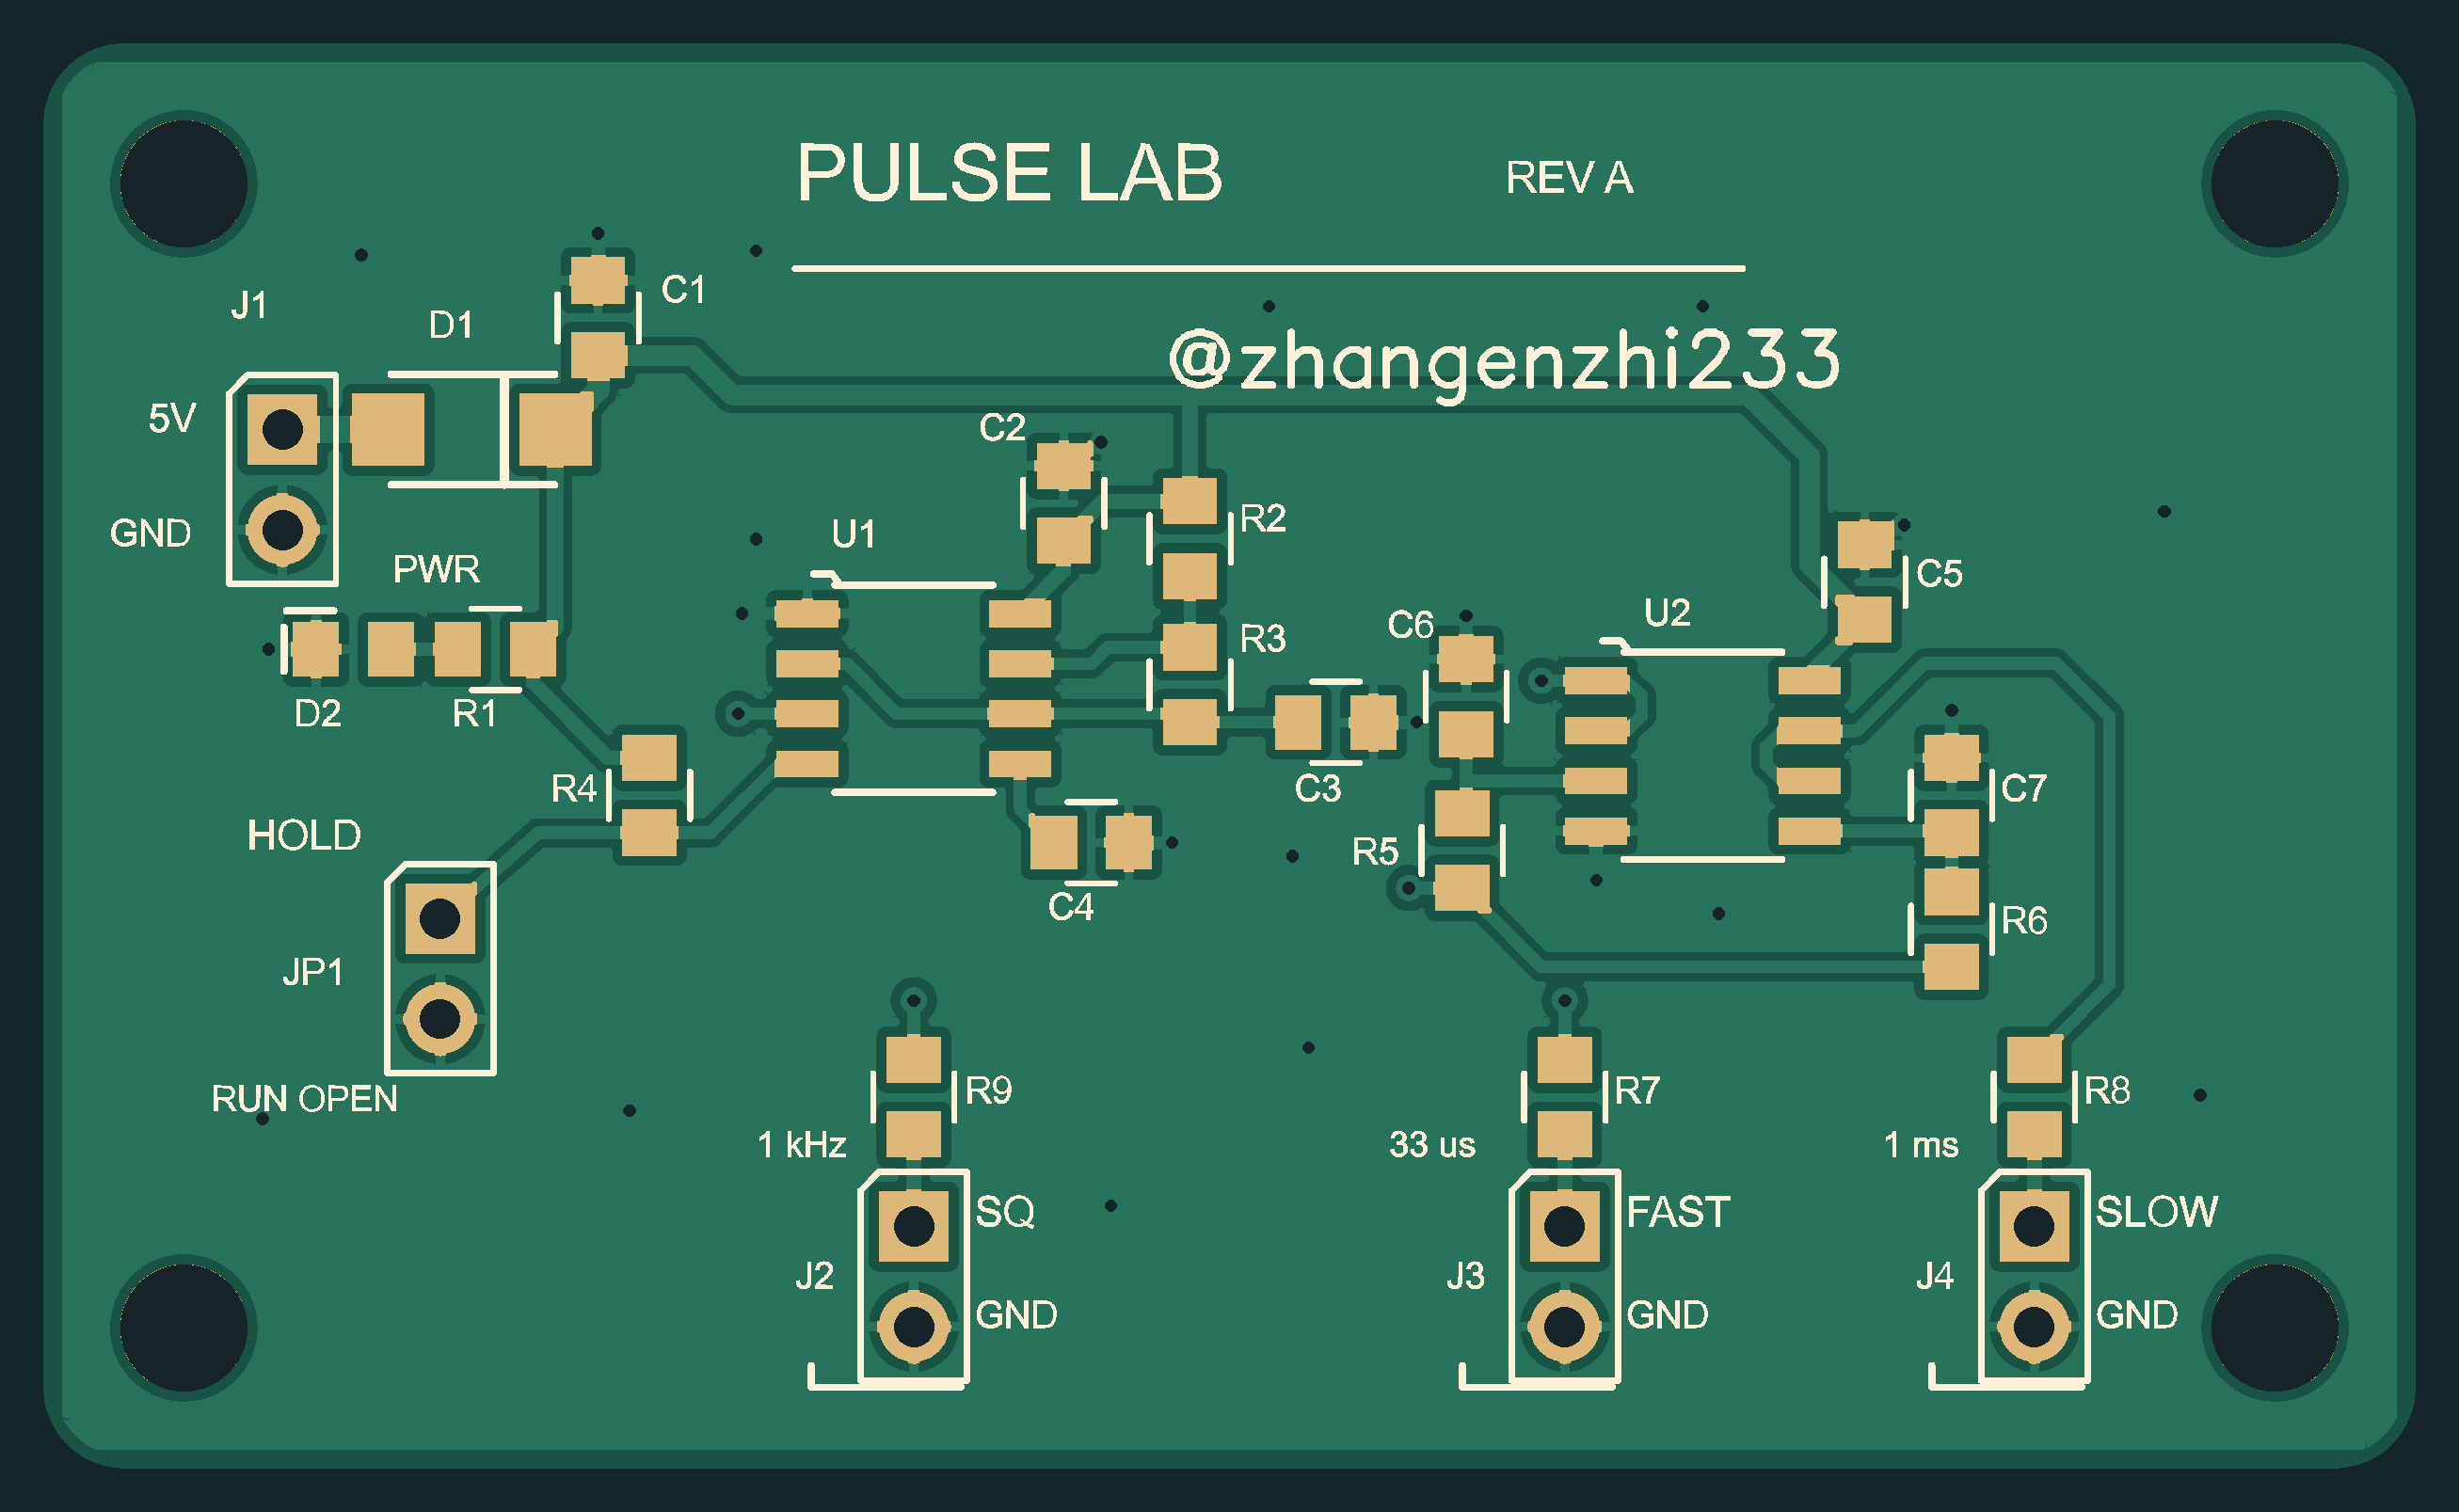 PULSE LAB
REV A
C1
J1
D1
@zhangenzhi233
5V
C2
GND
U1
R2
PWR
C5
C6
U2
R3
D2
R1
R4
C3
C7
HOLD
R5
C4
R6
JP1
RUN OPEN
R9
R7
R8
1 kHz
33 us
1 ms
SQ
FAST
SLOW
J2
J3
J4
GND
GND
GND